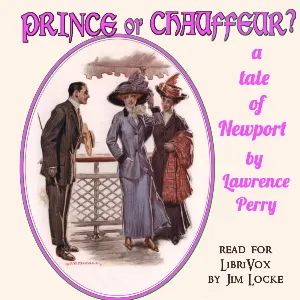 PRINCE or CHAUFFEUR?
a
tale
of
Newport
by
Lawrence
Perry
READ FOR
LIBRIVOX
BY JIM LOCKE